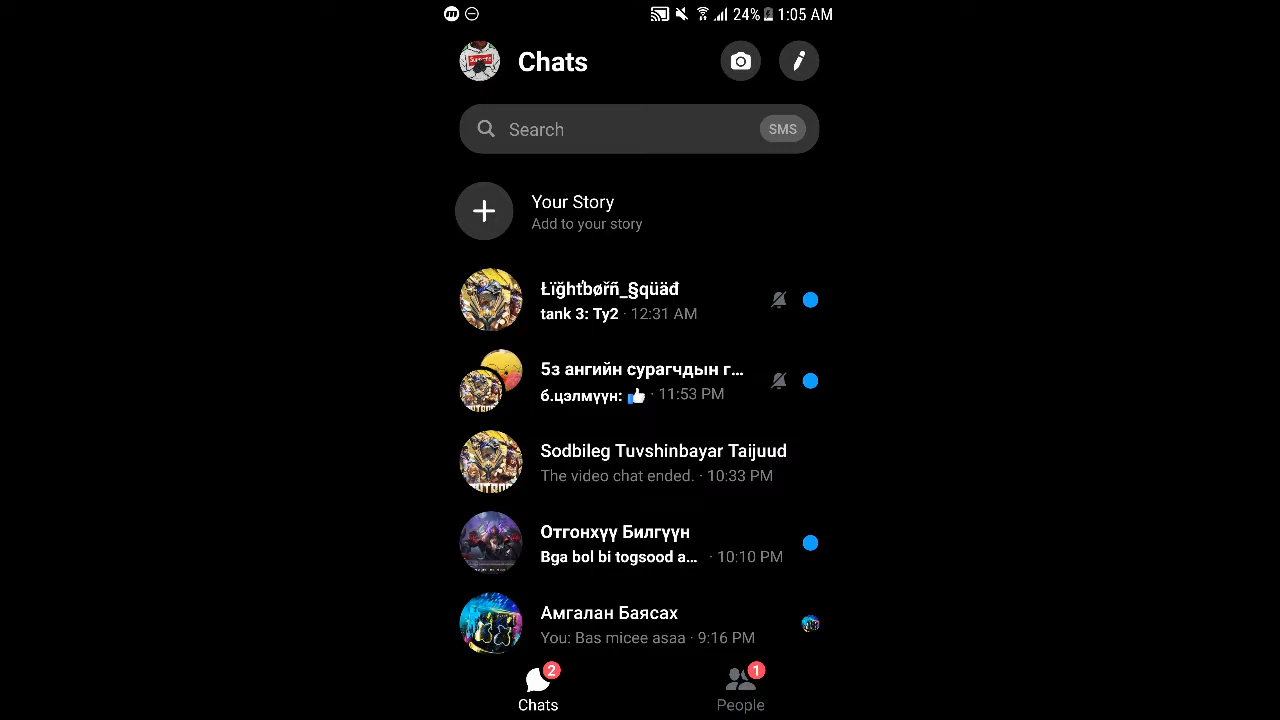 24% 1:05 AM
Supreme
Chats
Search SMS
Your Story
Add to your story
Łïğhťbøřñ_§qüäđ
tank 3: Ty2 · 12:31 AM
5з ангийн сурагчдын г...
б.цэлмүүн: 👍 · 11:53 PM
Sodbileg Tuvshinbayar Taijuud
The video chat ended. · 10:33 PM
Отгонхүү Билгүүн
Bga bol bi togsood a... · 10:10 PM
Амгалан Баясах
You: Bas micee asaa · 9:16 PM
2 1
Chats People